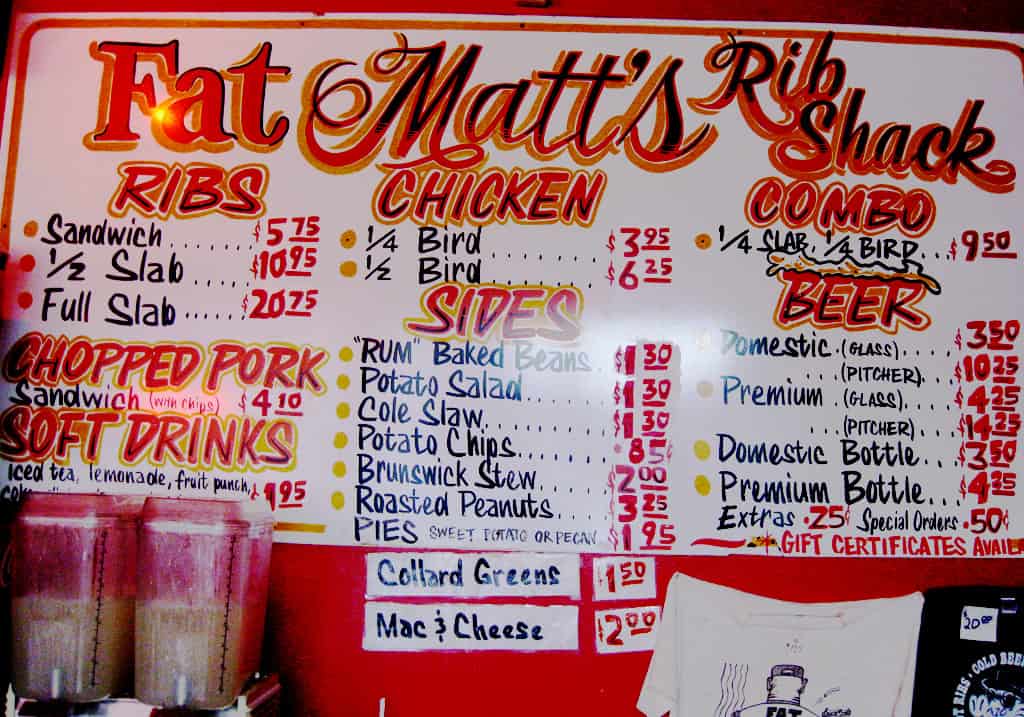 Fat Matt's Rib Shack
RIBS
Sandwich ...... $5.75
1/2 Slab ...... $10.95
Full Slab ...... $20.75
CHOPPED PORK
Sandwich (with chips) $4.10
SOFT DRINKS
iced tea, lemonade, fruit punch, $1.95
CHICKEN
1/4 Bird ...... $3.95
1/2 Bird ...... $6.25
SIDES
"RUM" Baked Beans $1.30
Potato Salad ...... $1.30
Cole Slaw ...... $1.30
Potato Chips ...... .85¢
Brunswick Stew ...... $2.00
Roasted Peanuts ...... $3.25
PIES SWEET POTATO OR PECAN $1.95
Collard Greens $1.50
Mac & Cheese $2.00
COMBO
1/4 SLAB, 1/4 BIRD ... $9.50
BEER
Domestic (GLASS) .... $3.50
(PITCHER) .... $10.25
Premium (GLASS) .... $4.25
(PITCHER) .... $14.25
Domestic Bottle .. $3.50
Premium Bottle ... $4.25
Extras .25¢ Special Orders .50¢
GIFT CERTIFICATES AVAIL
$20.00
FAT
RIBS, COLD BEE